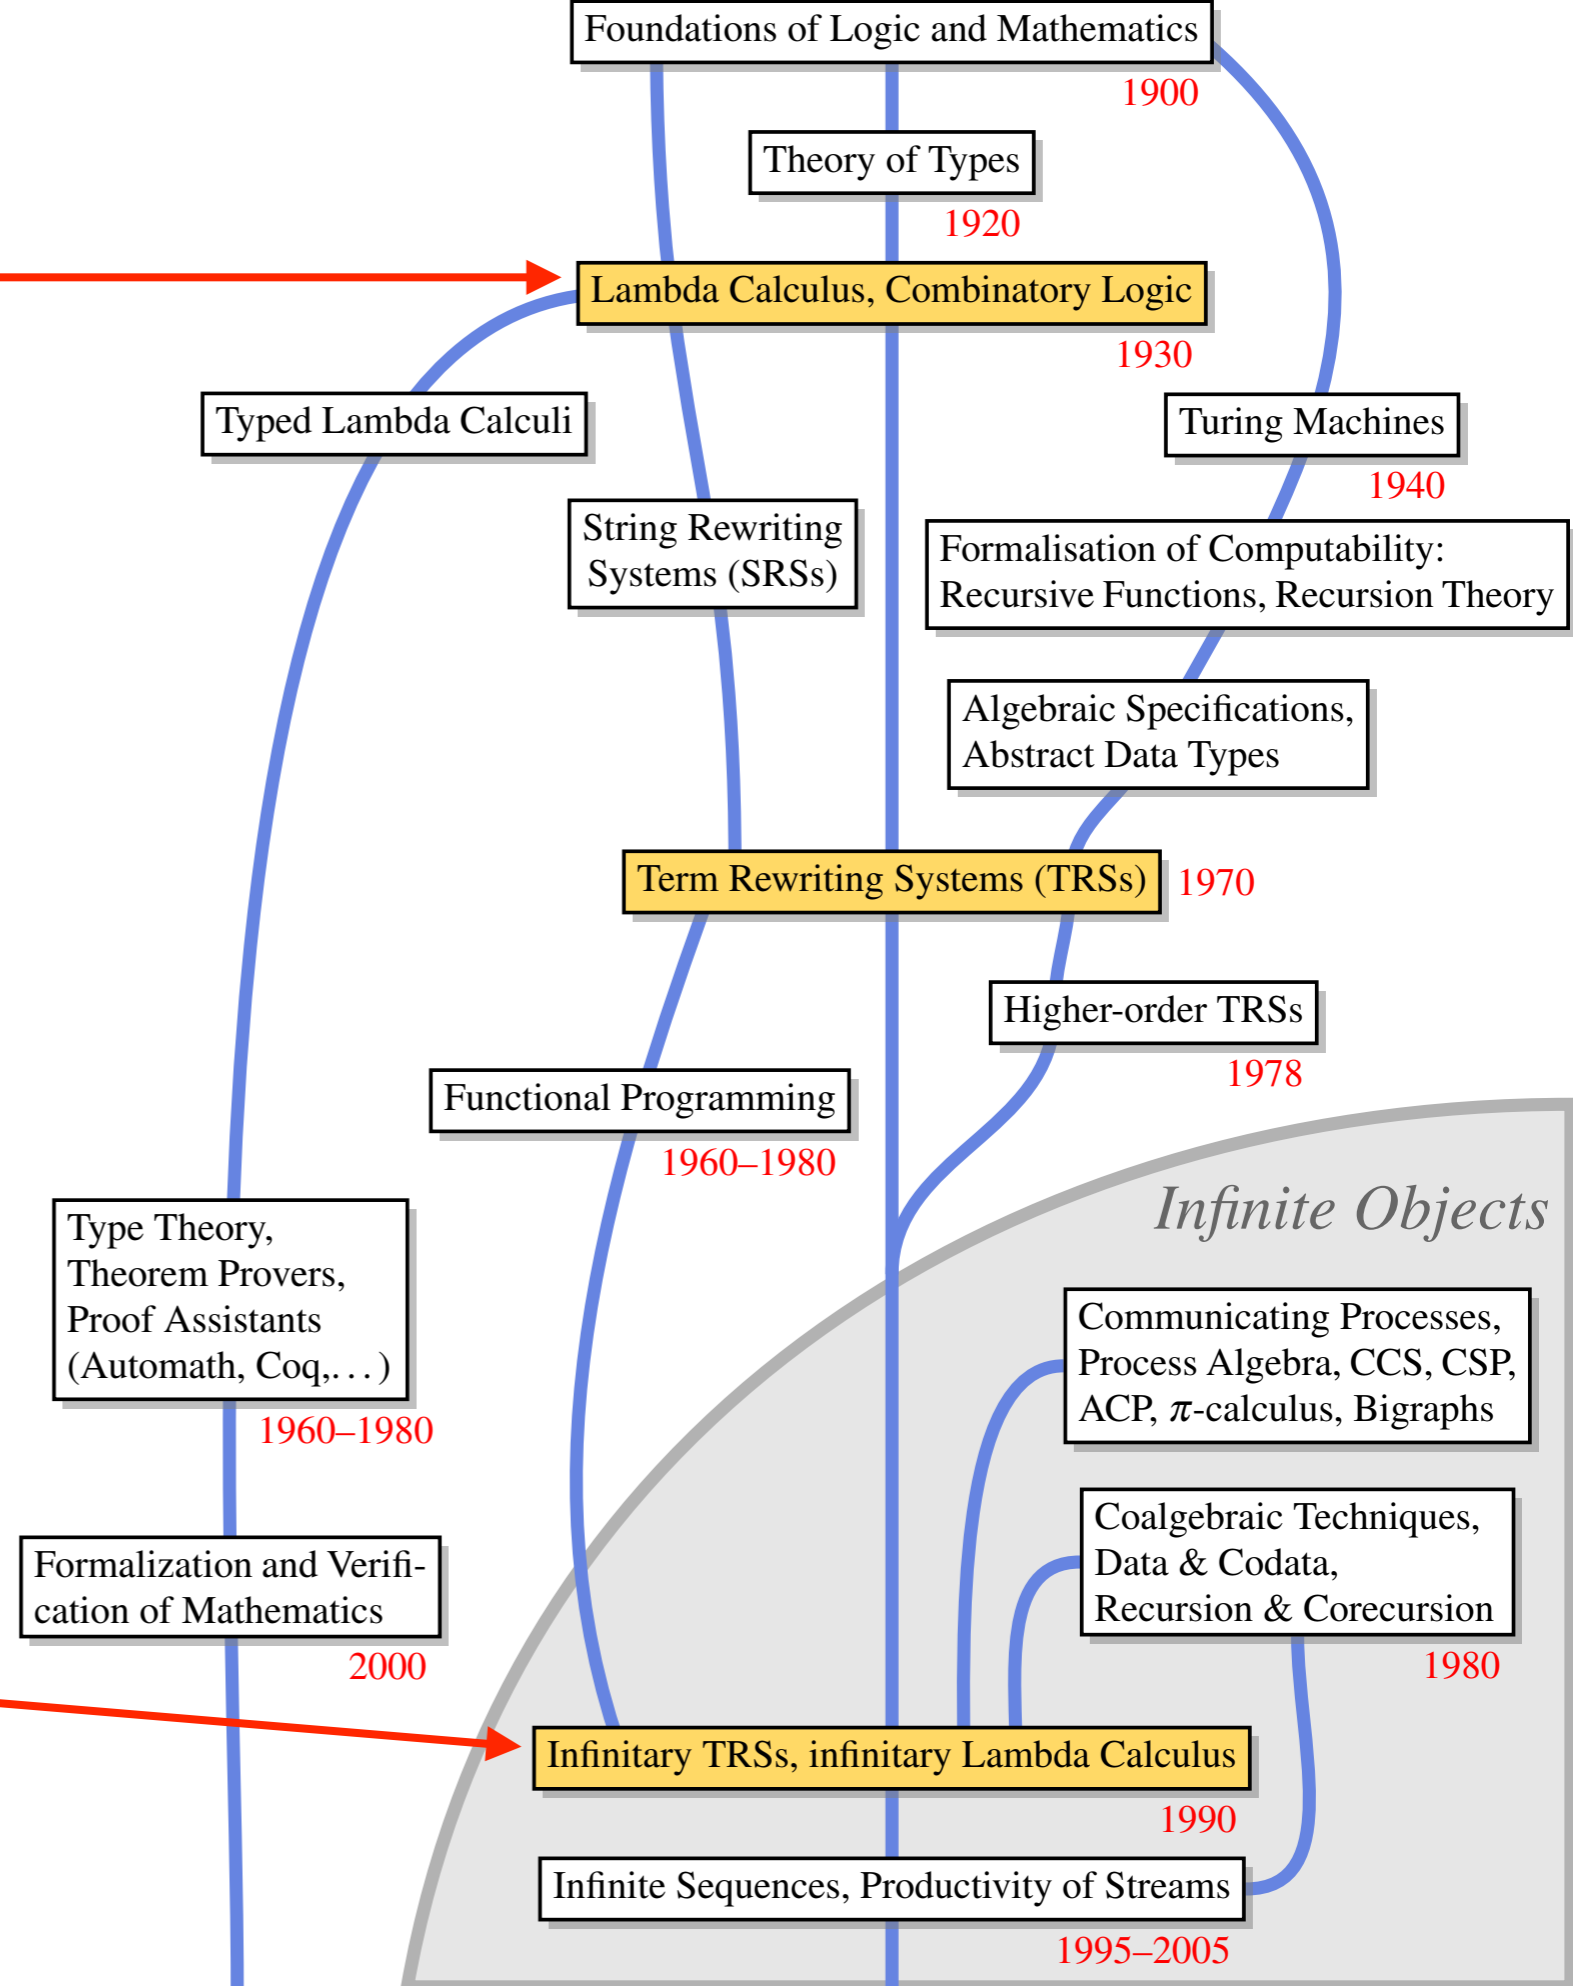 Foundations of Logic and Mathematics
1900
Theory of Types
1920
Lambda Calculus, Combinatory Logic
1930
Typed Lambda Calculi
Turing Machines
1940
String Rewriting
Systems (SRSs)
Formalisation of Computability:
Recursive Functions, Recursion Theory
Algebraic Specifications,
Abstract Data Types
Term Rewriting Systems (TRSs)
1970
Higher-order TRSs
1978
Functional Programming
1960–1980
Type Theory,
Theorem Provers,
Proof Assistants
(Automath, Coq,…)
1960–1980
Infinite Objects
Communicating Processes,
Process Algebra, CCS, CSP,
ACP, π-calculus, Bigraphs
Coalgebraic Techniques,
Data & Codata,
Recursion & Corecursion
1980
Formalization and Verifi-
cation of Mathematics
2000
Infinitary TRSs, infinitary Lambda Calculus
1990
Infinite Sequences, Productivity of Streams
1995–2005